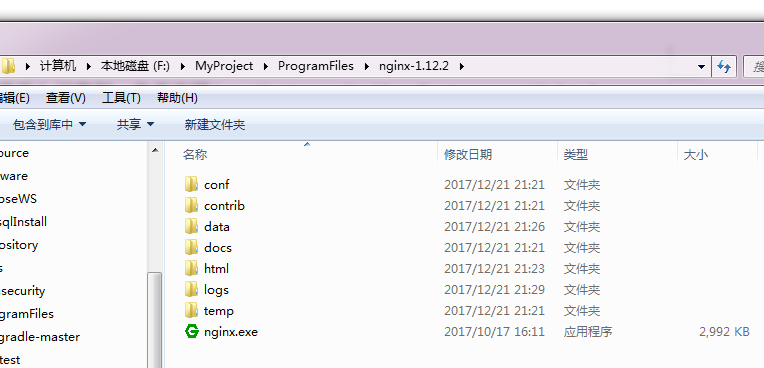 计算机 本地磁盘 (F:) MyProject ProgramFiles nginx-1.12.2
编辑(E) 查看(V) 工具(T) 帮助(H)
包含到库中 共享 新建文件夹
名称 修改日期 类型 大小
conf 2017/12/21 21:21 文件夹
contrib 2017/12/21 21:21 文件夹
data 2017/12/21 21:26 文件夹
docs 2017/12/21 21:21 文件夹
html 2017/12/21 21:23 文件夹
logs 2017/12/21 21:29 文件夹
temp 2017/12/21 21:21 文件夹
nginx.exe 2017/10/17 16:11 应用程序 2,992 KB
ource
ware
pseWS
sqlInstall
pository
s
security
gramFiles
gradle-master
test